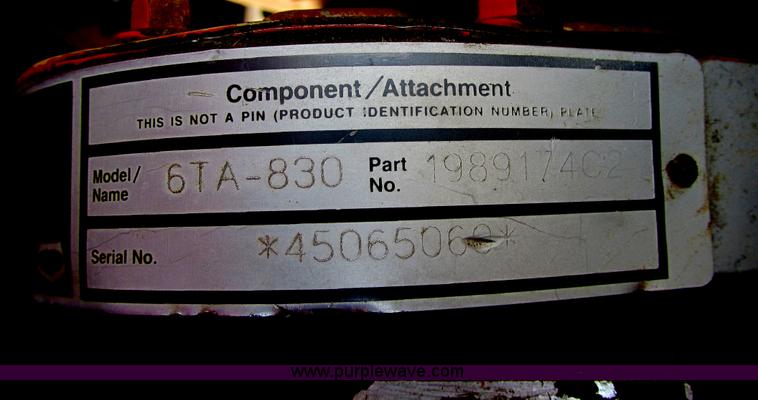 Component/Attachment
THIS IS NOT A PIN (PRODUCT IDENTIFICATION NUMBER) PLATE
Model/Name 6TA-830 Part No. 1989174C2
Serial No. *45065060*
www.purplewave.com